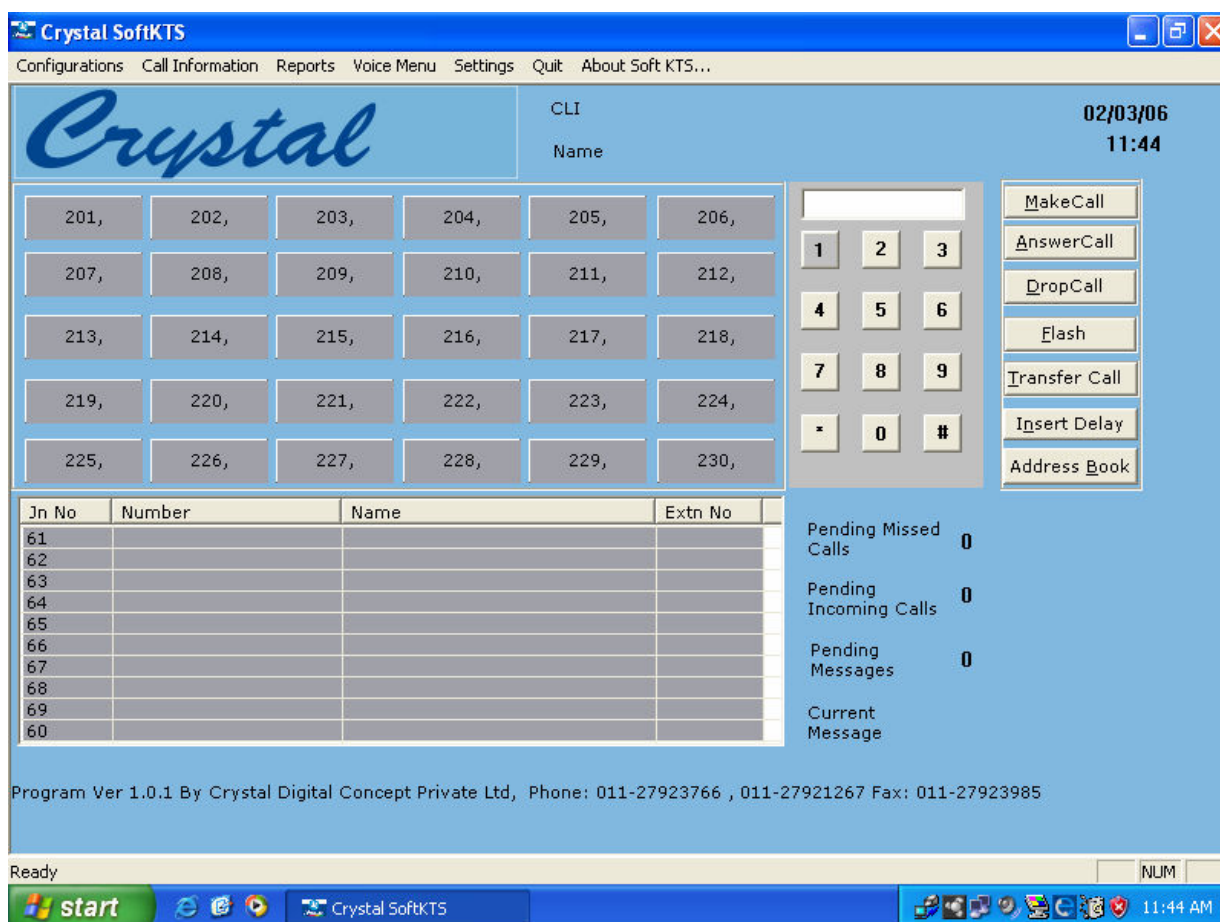 Crystal SoftKTS
Configurations Call Information Reports Voice Menu Settings Quit About Soft KTS...
Crystal
CLI
Name
02/03/06
11:44
201, 202, 203, 204, 205, 206,
207, 208, 209, 210, 211, 212,
213, 214, 215, 216, 217, 218,
219, 220, 221, 222, 223, 224,
225, 226, 227, 228, 229, 230,
1 2 3
4 5 6
7 8 9
* 0 #
MakeCall
AnswerCall
DropCall
Flash
Transfer Call
Insert Delay
Address Book
Jn No Number Name Extn No
61
62
63
64
65
66
67
68
69
60
Pending Missed
Calls 0
Pending
Incoming Calls 0
Pending
Messages 0
Current
Message
Program Ver 1.0.1 By Crystal Digital Concept Private Ltd, Phone: 011-27923766 , 011-27921267 Fax: 011-27923985
Ready NUM
start Crystal SoftKTS 11:44 AM